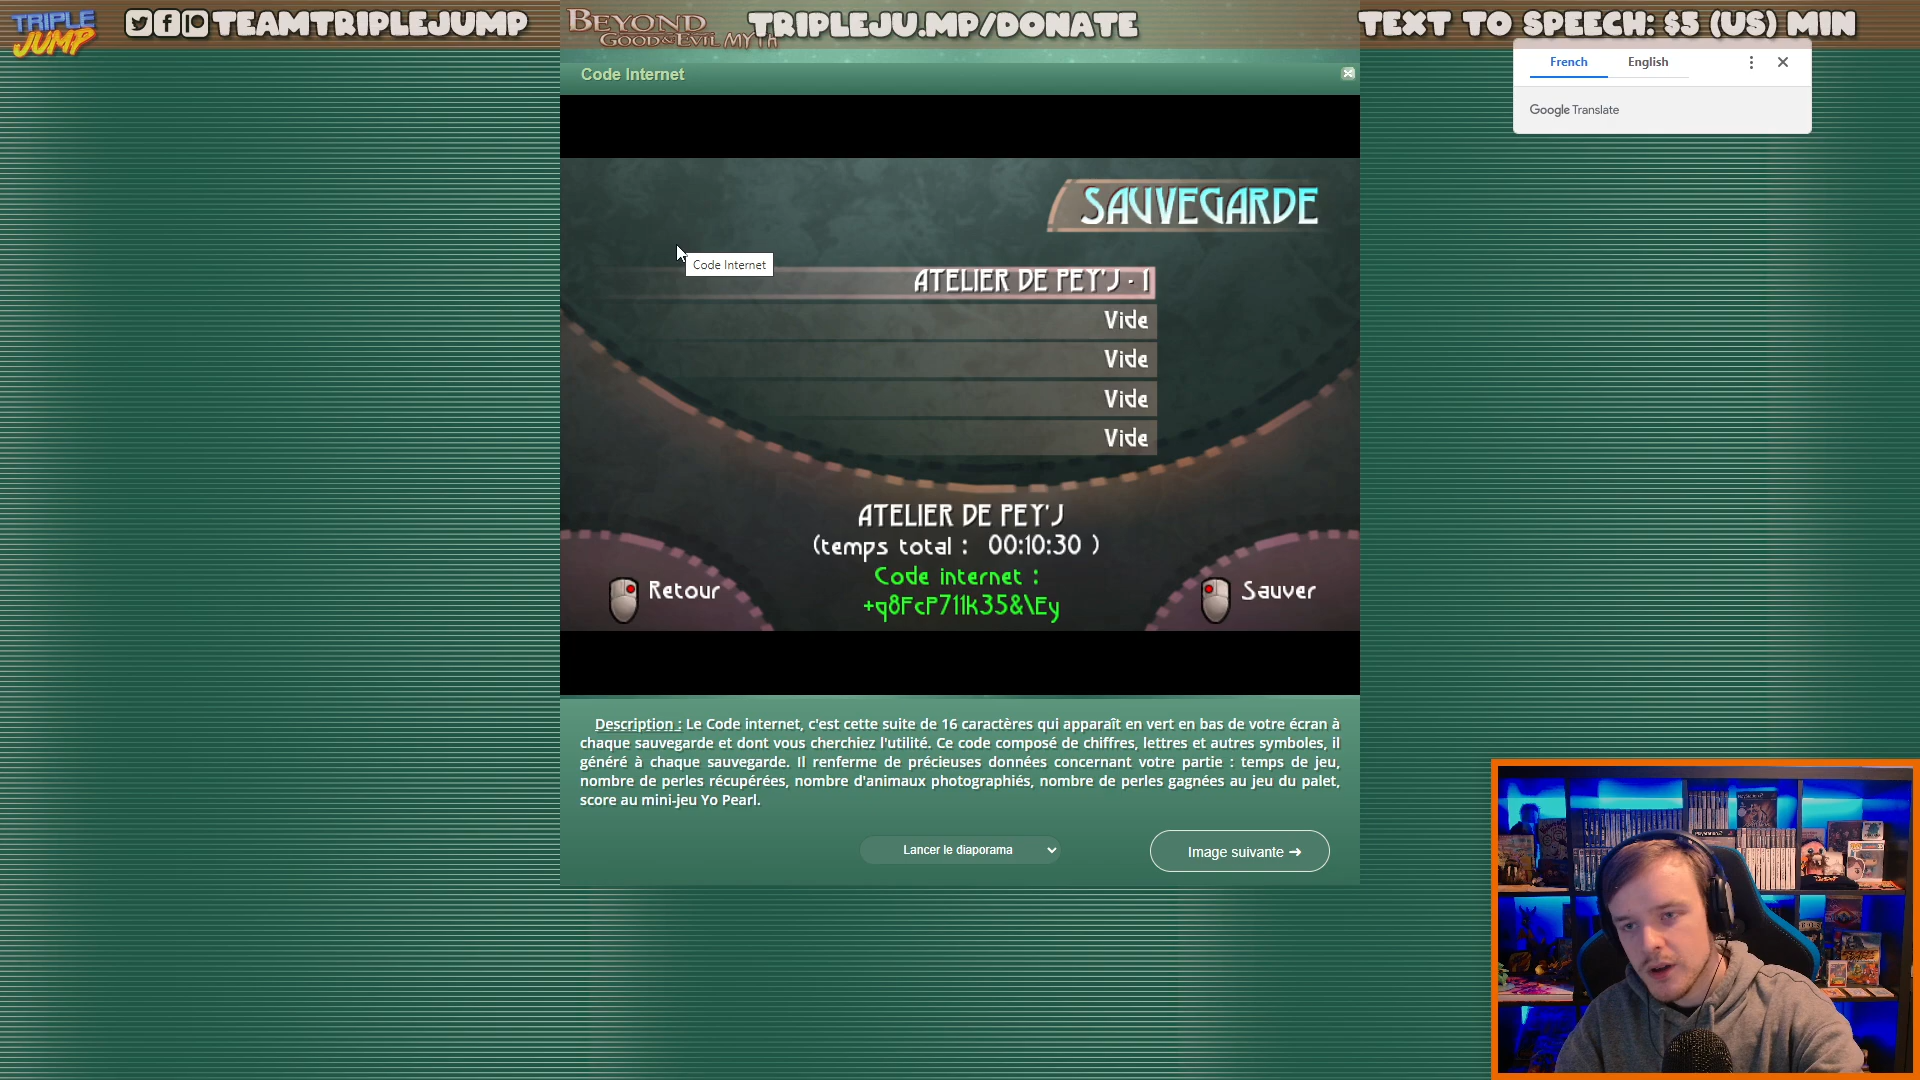 TRIPLE
JUMP
TEAMTRIPLEJUMP
BEYOND
GOOD & EVIL MYTH
TRIPLEJU.MP/DONATE
TEXT TO SPEECH: $5 (US) MIN
French English
Google Translate
Code Internet
SAUVEGARDE
Code Internet
ATELIER DE PEY'J - 1
Vide
Vide
Vide
Vide
ATELIER DE PEY'J
(temps total : 00:10:30 )
Code internet :
+q8FcP711k35&\Ey
Retour
Sauver
Description : Le Code internet, c'est cette suite de 16 caractères qui apparaît en vert en bas de votre écran à
chaque sauvegarde et dont vous cherchiez l'utilité. Ce code composé de chiffres, lettres et autres symboles, il
généré à chaque sauvegarde. Il renferme de précieuses données concernant votre partie : temps de jeu,
nombre de perles récupérées, nombre d'animaux photographiés, nombre de perles gagnées au jeu du palet,
score au mini-jeu Yo Pearl.
Lancer le diaporama
Image suivante ➜